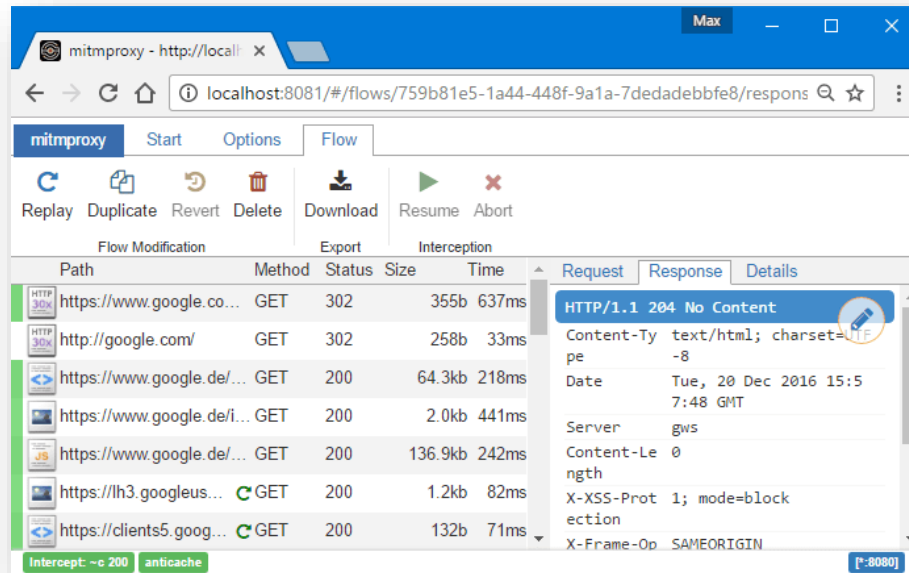 Max
mitmproxy - http://localh
localhost:8081/#/flows/759b81e5-1a44-448f-9a1a-7dedadebbfe8/respons
mitmproxy Start Options Flow
Replay Duplicate Revert Delete Download Resume Abort
Flow Modification Export Interception
Path Method Status Size Time
HTTP 30x https://www.google.co... GET 302 355b 637ms
HTTP 30x http://google.com/ GET 302 258b 33ms
https://www.google.de/... GET 200 64.3kb 218ms
https://www.google.de/i... GET 200 2.0kb 441ms
JS https://www.google.de/... GET 200 136.9kb 242ms
https://lh3.googleus... GET 200 1.2kb 82ms
https://clients5.goog... GET 200 132b 71ms
Request Response Details
HTTP/1.1 204 No Content
Content-Ty text/html; charset=UTF
pe -8
Date Tue, 20 Dec 2016 15:5
7:48 GMT
Server gws
Content-Le 0
ngth
X-XSS-Prot 1; mode=block
ection
X-Frame-Op SAMEORIGIN
Intercept: ~c 200 anticache [*:8080]